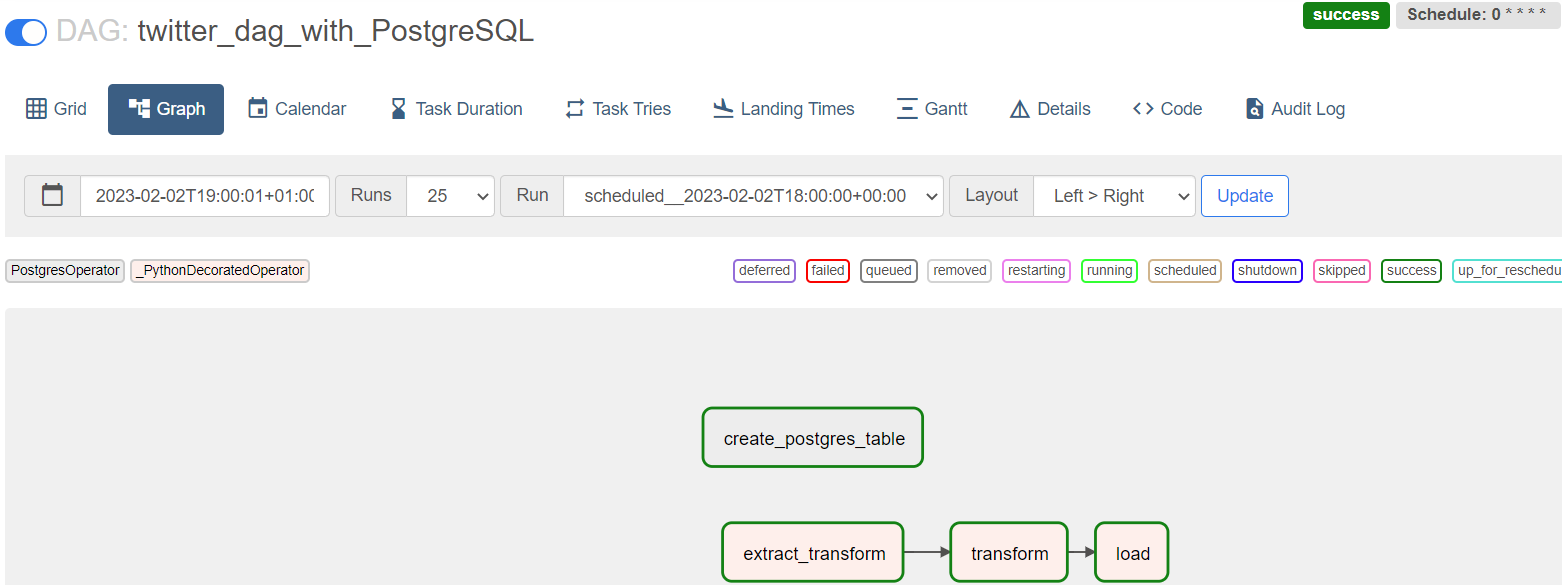 DAG: twitter_dag_with_PostgreSQL
success Schedule: 0 * * * *
Grid Graph Calendar Task Duration Task Tries Landing Times Gantt Details Code Audit Log
2023-02-02T19:00:01+01:00 Runs 25 Run scheduled__2023-02-02T18:00:00+00:00 Layout Left > Right Update
PostgresOperator _PythonDecoratedOperator deferred failed queued removed restarting running scheduled shutdown skipped success up_for_reschedu
create_postgres_table
extract_transform transform load